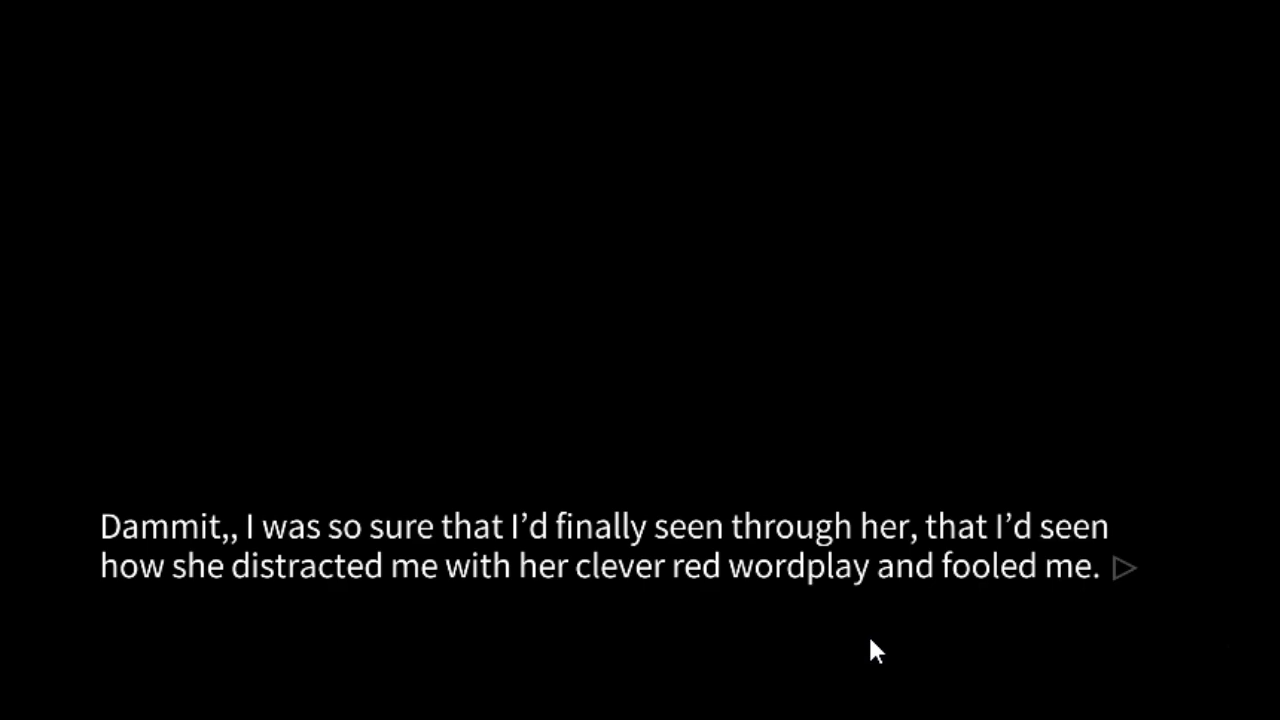 Dammit,, I was so sure that I’d finally seen through her, that I’d seen
how she distracted me with her clever red wordplay and fooled me.